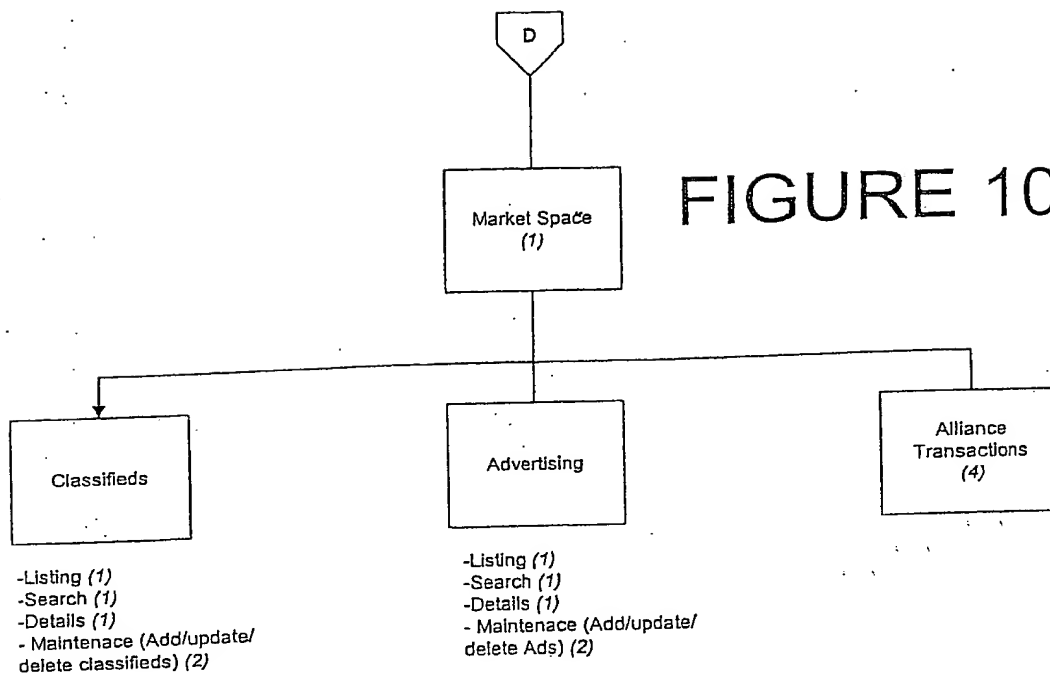 D
Market Space
(1)
FIGURE 10
Classifieds
Advertising
Alliance
Transactions
(4)
-Listing (1)
-Search (1)
-Details (1)
- Maintenace (Add/update/
delete classifieds) (2)
-Listing (1)
-Search (1)
-Details (1)
- Maintenace (Add/update/
delete Ads) (2)